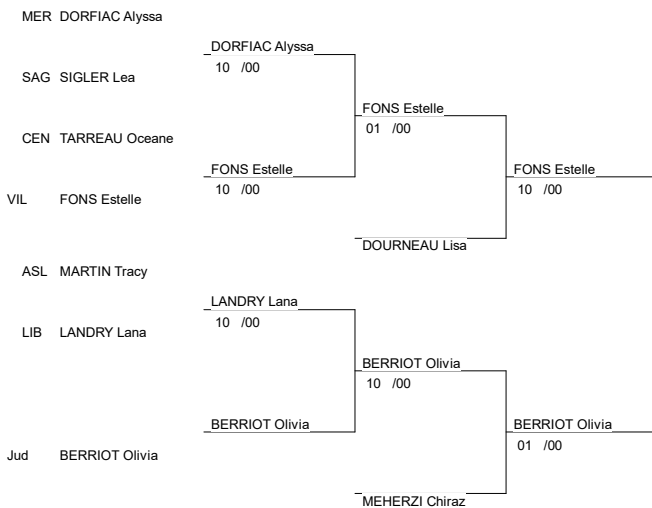 MER DORFIAC Alyssa
DORFIAC Alyssa
10 /00
SAG SIGLER Lea
FONS Estelle
01 /00
CEN TARREAU Oceane
FONS Estelle
10 /00
FONS Estelle
10 /00
VIL FONS Estelle
DOURNEAU Lisa
ASL MARTIN Tracy
LANDRY Lana
10 /00
LIB LANDRY Lana
BERRIOT Olivia
10 /00
BERRIOT Olivia
BERRIOT Olivia
01 /00
Jud BERRIOT Olivia
MEHERZI Chiraz